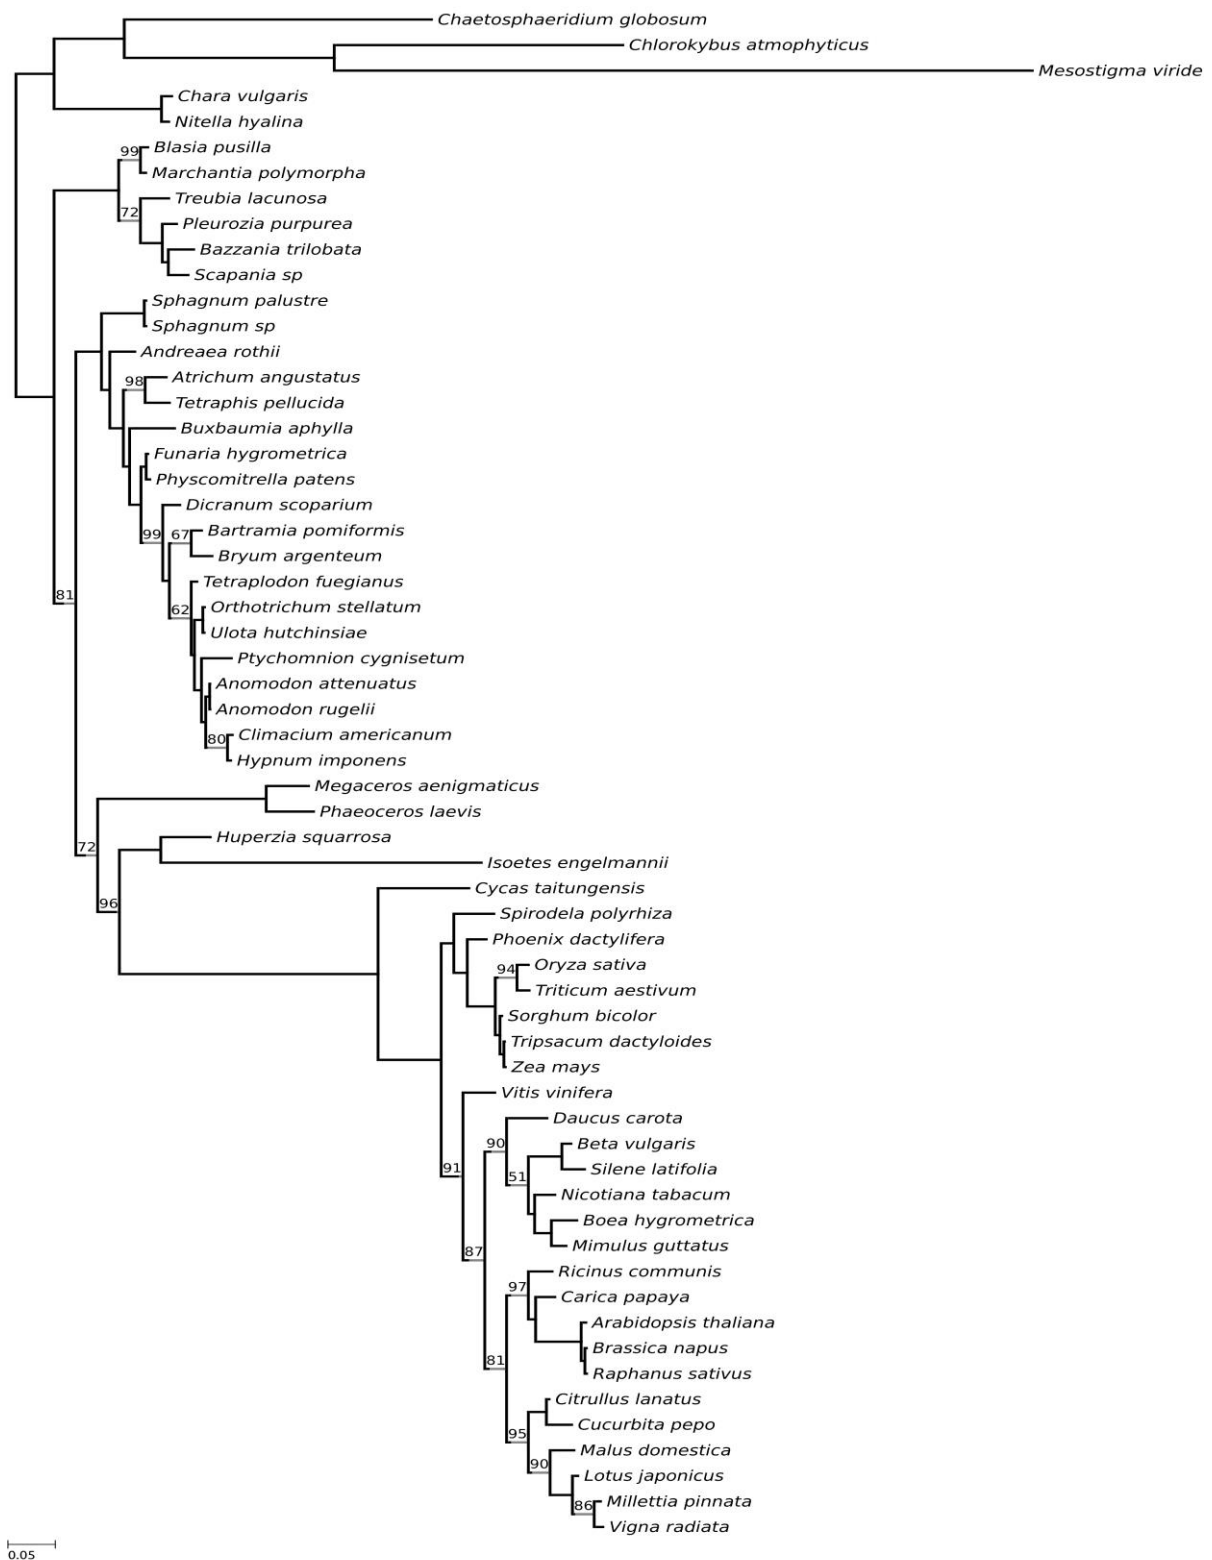 Chaetosphaeridium globosum
Chlorokybus atmophyticus
Mesostigma viride
Chara vulgaris
Nitella hyalina
99
Blasia pusilla
Marchantia polymorpha
Treubia lacunosa
72
Pleurozia purpurea
Bazzania trilobata
Scapania sp
Sphagnum palustre
Sphagnum sp
Andreaea rothii
98
Atrichum angustatus
Tetraphis pellucida
Buxbaumia aphylla
Funaria hygrometrica
Physcomitrella patens
Dicranum scoparium
99
67
Bartramia pomiformis
Bryum argenteum
Tetraplodon fuegianus
81
62
Orthotrichum stellatum
Ulota hutchinsiae
Ptychomnion cygnisetum
Anomodon attenuatus
Anomodon rugelii
80
Climacium americanum
Hypnum imponens
Megaceros aenigmaticus
Phaeoceros laevis
Huperzia squarrosa
72
Isoetes engelmannii
Cycas taitungensis
96
Spirodela polyrhiza
Phoenix dactylifera
94
Oryza sativa
Triticum aestivum
Sorghum bicolor
Tripsacum dactyloides
Zea mays
Vitis vinifera
Daucus carota
90
Beta vulgaris
91
Silene latifolia
51
Nicotiana tabacum
Boea hygrometrica
Mimulus guttatus
87
Ricinus communis
97
Carica papaya
Arabidopsis thaliana
Brassica napus
81
Raphanus sativus
Citrullus lanatus
Cucurbita pepo
95
Malus domestica
90
Lotus japonicus
Millettia pinnata
86
Vigna radiata
0.05